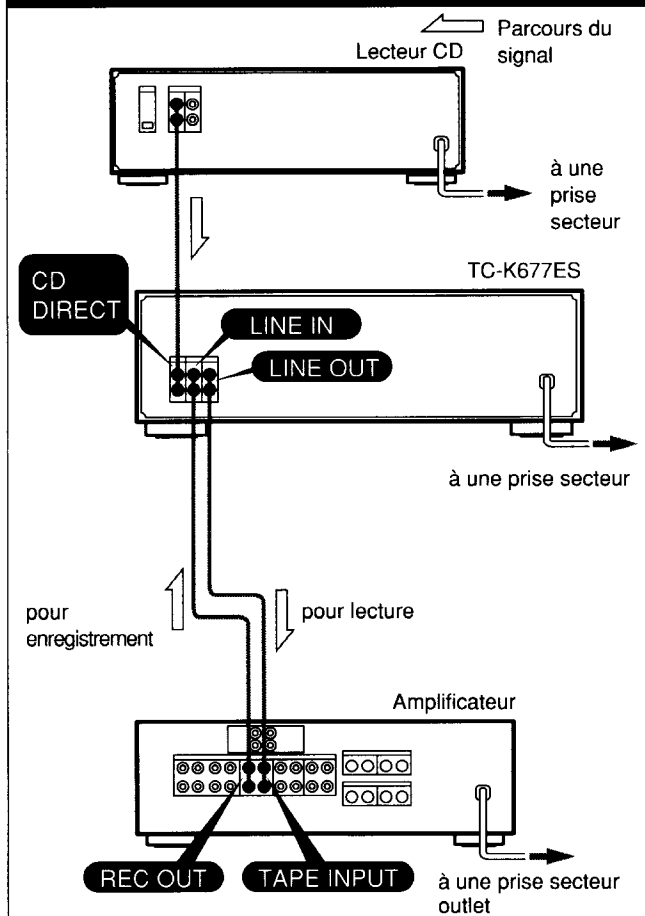 Parcours du
signal
Lecteur CD
à une
prise
secteur
TC-K677ES
CD
DIRECT
LINE IN
LINE OUT
à une prise secteur
pour
enregistrement
pour lecture
Amplificateur
REC OUT
TAPE INPUT
à une prise secteur
outlet